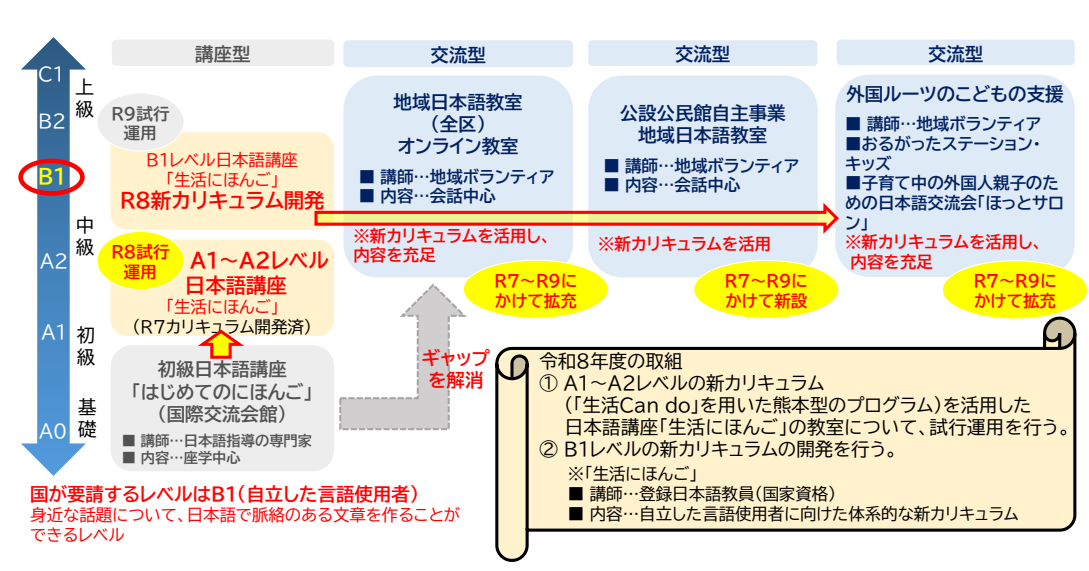 C1
B2
B1
A2
A1
A0
上級
中級
初級
基礎
講座型
R9試行
運用
B1レベル日本語講座
「生活にほんご」
R8新カリキュラム開発
R8試行
運用
A1～A2レベル
日本語講座
「生活にほんご」
(R7カリキュラム開発済)
初級日本語講座
「はじめてのにほんご」
(国際交流会館)
■ 講師…日本語指導の専門家
■ 内容…座学中心
交流型
地域日本語教室
(全区)
オンライン教室
■ 講師…地域ボランティア
■ 内容…会話中心
※新カリキュラムを活用し、
内容を充足
R7～R9に
かけて拡充
ギャップ
を解消
交流型
公設公民館自主事業
地域日本語教室
■ 講師…地域ボランティア
■ 内容…会話中心
※新カリキュラムを活用
R7～R9に
かけて新設
交流型
外国ルーツのこどもの支援
■ 講師…地域ボランティア
■おるがったステーション・
キッズ
■子育て中の外国人親子のた
めの日本語交流会「ほっとサロ
ン」
※新カリキュラムを活用し、
内容を充足
R7～R9に
かけて拡充
令和8年度の取組
① A1～A2レベルの新カリキュラム
(「生活Can do」を用いた熊本型のプログラム)を活用した
日本語講座「生活にほんご」の教室について、試行運用を行う。
② B1レベルの新カリキュラムの開発を行う。
※「生活にほんご」
■ 講師…登録日本語教員(国家資格)
■ 内容…自立した言語使用者に向けた体系的な新カリキュラム
国が要請するレベルはB1(自立した言語使用者)
身近な話題について、日本語で脈絡のある文章を作ることが
できるレベル